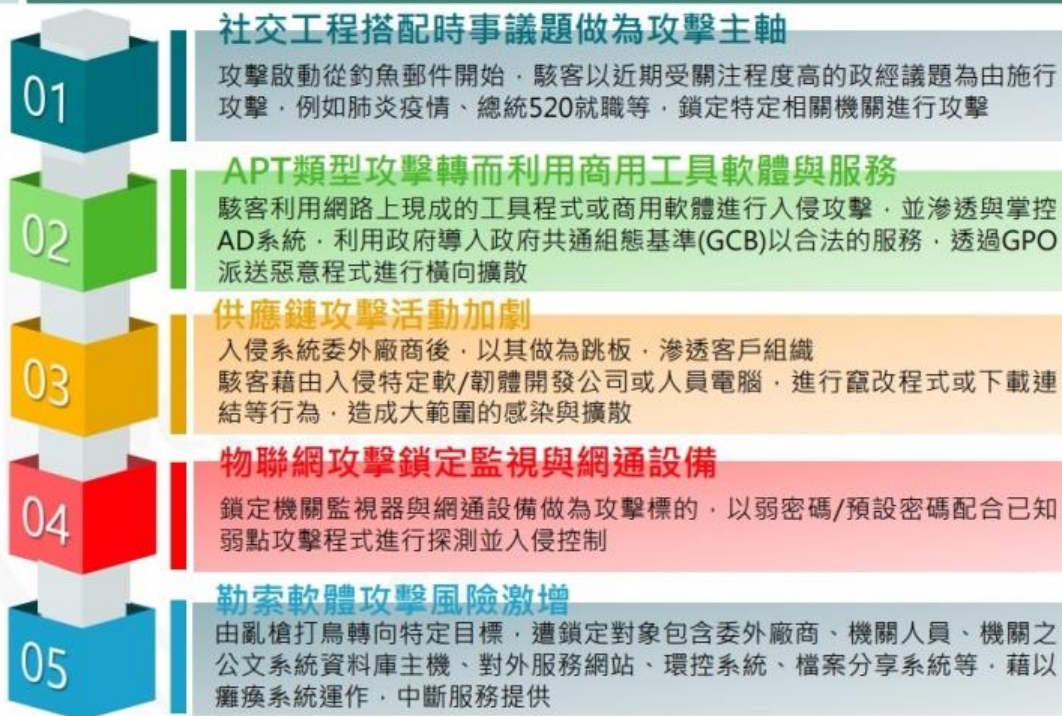 01
社交工程搭配時事議題做為攻擊主軸
攻擊啟動從釣魚郵件開始，駭客以近期受關注程度高的政經議題為由施行
攻擊，例如肺炎疫情、總統520就職等，鎖定特定相關機關進行攻擊
02
APT類型攻擊轉而利用商用工具軟體與服務
駭客利用網路上現成的工具程式或商用軟體進行入侵攻擊，並滲透與掌控
AD系統，利用政府導入政府共通組態基準(GCB)以合法的服務，透過GPO
派送惡意程式進行橫向擴散
03
供應鏈攻擊活動加劇
入侵系統委外廠商後，以其做為跳板，滲透客戶組織
駭客藉由入侵特定軟/韌體開發公司或人員電腦，進行竄改程式或下載連
結等行為，造成大範圍的感染與擴散
04
物聯網攻擊鎖定監視與網通設備
鎖定機關監視器與網通設備做為攻擊標的，以弱密碼/預設密碼配合已知
弱點攻擊程式進行探測並入侵控制
05
勒索軟體攻擊風險激增
由亂槍打鳥轉向特定目標，遭鎖定對象包含委外廠商、機關人員、機關之
公文系統資料庫主機、對外服務網站、環控系統、檔案分享系統等，藉以
癱瘓系統運作，中斷服務提供